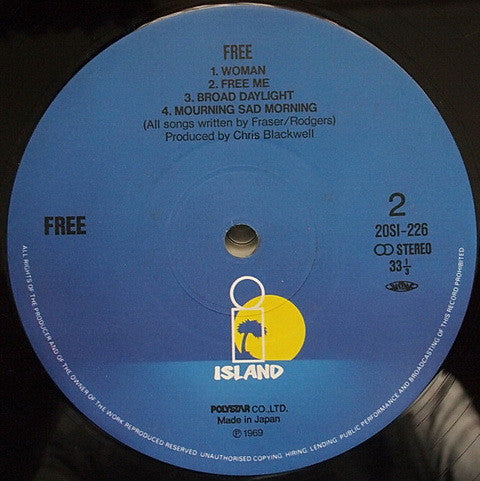 FREE
1. WOMAN
2. FREE ME
3. BROAD DAYLIGHT
4. MOURNING SAD MORNING
(All songs written by Fraser/Rodgers)
Produced by Chris Blackwell
FREE
2
20SI-226
STEREO
33 1/3
ISLAND
POLYSTAR CO., LTD.
Made in Japan
℗ 1969
ALL RIGHTS OF THE PRODUCER AND OF THE OWNER OF THE WORK REPRODUCED RESERVED. UNAUTHORISED COPYING. HIRING. LENDING. PUBLIC PERFORMANCE AND BROADCASTING OF THIS RECORD PROHIBITED